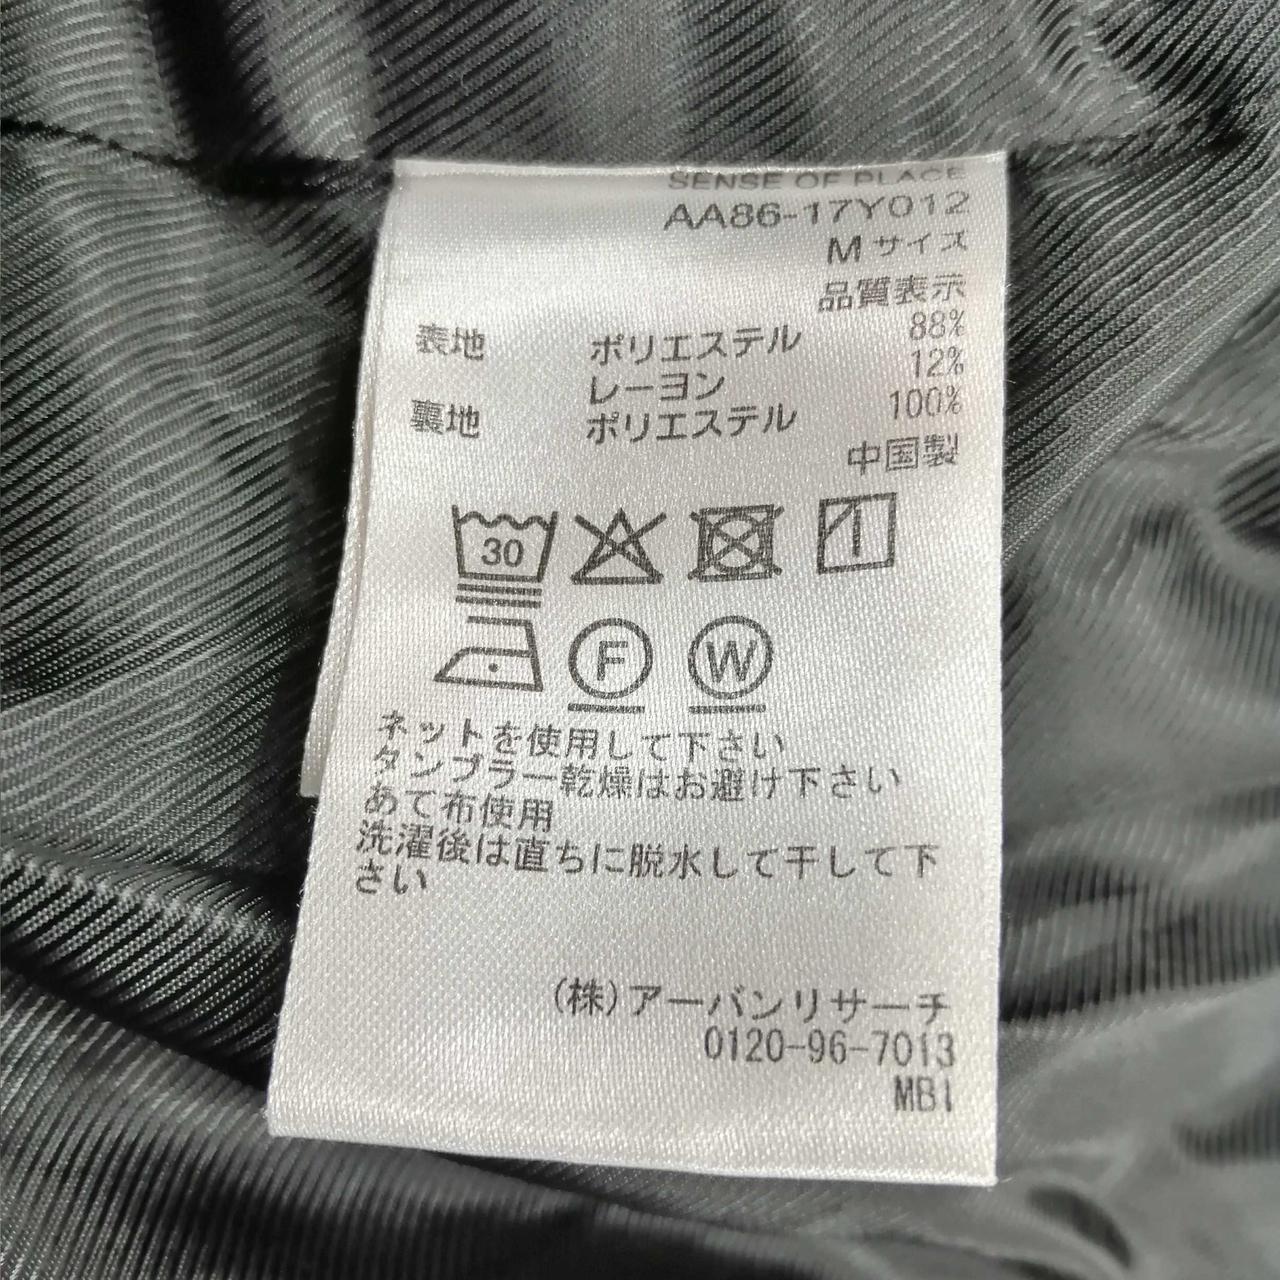 SENSE OF PLACE
AA86-17Y012
Mサイズ
品質表示
表地 ポリエステル 88%
レーヨン 12%
裏地 ポリエステル 100%
中国製
30
F W
ネットを使用して下さい
タンブラー乾燥はお避け下さい
あて布使用
洗濯後は直ちに脱水して干して下
さい
(株)アーバンリサーチ
0120-96-7013
MB1